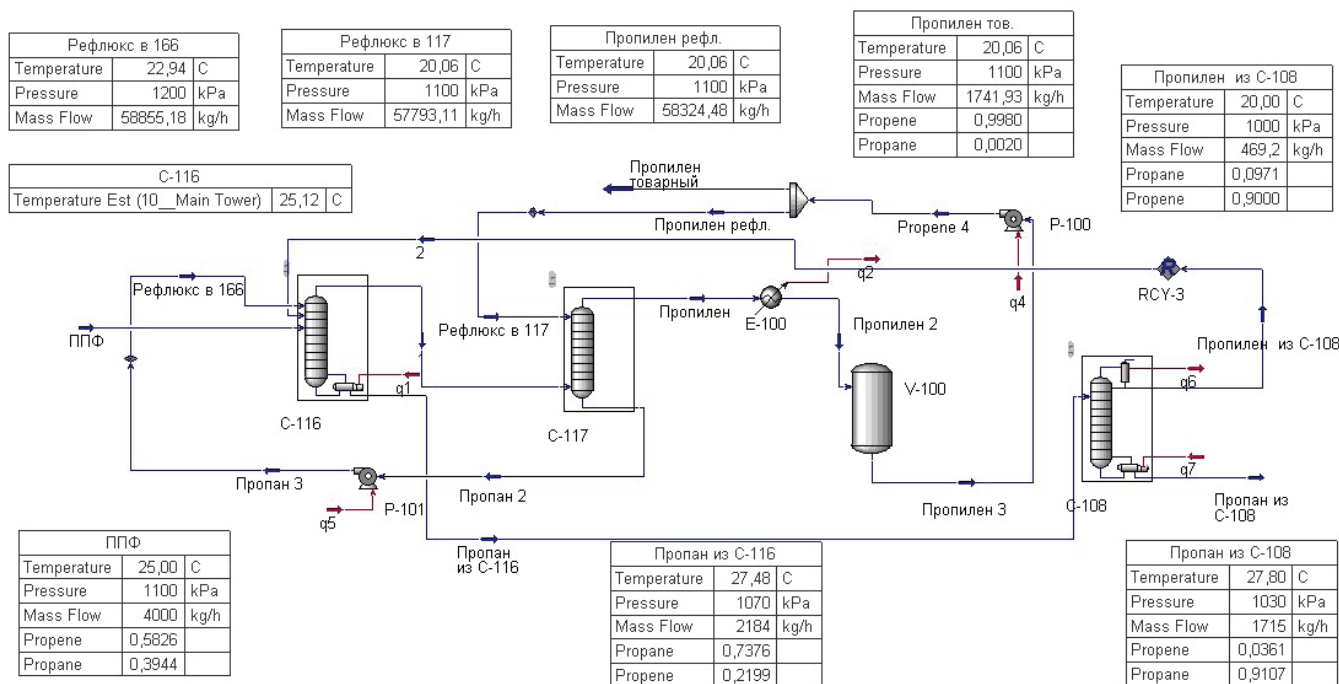 Рефлюкс в 166
Temperature 22,94 C
Pressure 1200 kPa
Mass Flow 58855,18 kg/h
Рефлюкс в 117
Temperature 20,06 C
Pressure 1100 kPa
Mass Flow 57793,11 kg/h
Пропилен рефл.
Temperature 20,06 C
Pressure 1100 kPa
Mass Flow 58324,48 kg/h
Пропилен тов.
Temperature 20,06 C
Pressure 1100 kPa
Mass Flow 1741,93 kg/h
Propene 0,9980
Propane 0,0020
Пропилен из С-108
Temperature 20,00 C
Pressure 1000 kPa
Mass Flow 469,2 kg/h
Propane 0,0971
Propene 0,9000
С-116
Temperature Est (10__Main Tower) 25,12 C
Пропилен
товарный
Пропилен рефл.
Propene 4
P-100
2
q2
q4
RCY-3
Рефлюкс в 166
ППФ
1
q1
С-116
Рефлюкс в 117
С-117
Пропилен
E-100
Пропилен 2
V-100
Пропилен из С-108
q6
q7
С-108
Пропан из
С-108
Пропан 3
q5
P-101
Пропан 2
Пропилен 3
Пропан
из С-116
ППФ
Temperature 25,00 C
Pressure 1100 kPa
Mass Flow 4000 kg/h
Propene 0,5826
Propane 0,3944
Пропан из С-116
Temperature 27,48 C
Pressure 1070 kPa
Mass Flow 2184 kg/h
Propane 0,7376
Propene 0,2199
Пропан из С-108
Temperature 27,80 C
Pressure 1030 kPa
Mass Flow 1715 kg/h
Propene 0,0361
Propane 0,9107